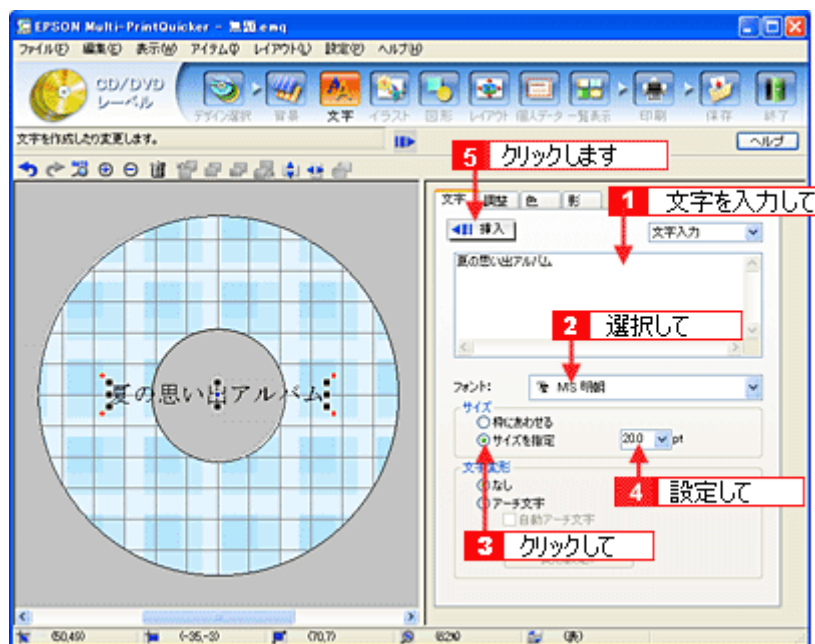 EPSON Multi-PrintQuicker - 無題.emq
ファイル(F) 編集(E) 表示(W) アイテム(I) レイアウト(L) 設定(P) ヘルプ(H)
CD/DVD
レーベル
デザイン選択 背景 文字 イラスト 図形 レイアウト 個人データ 一覧表示 印刷 保存 終了
文字を作成したり変更します。
ヘルプ
5 クリックします
文字 調整 色 影
1 文字を入力して
挿入
文字入力
夏の思い出アルバム
2 選択して
フォント:
MS 明朝
サイズ
枠にあわせる
サイズを指定
20.0 pt
文字変形
なし
4 設定して
アーチ文字
自動アーチ文字
3 クリックして
夏の思い出アルバム
(50,49) (-35,-3) (70,7) (62%) (表)